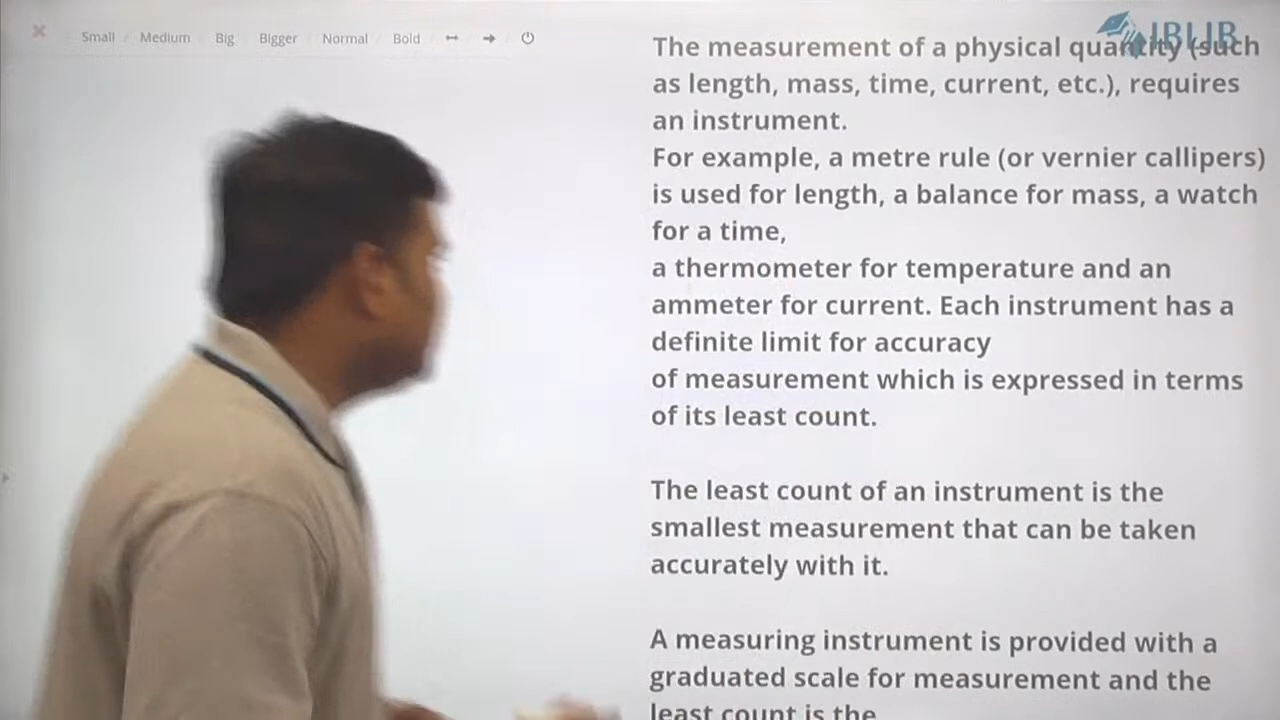 Small Medium Big Bigger Normal Bold
The measurement of a physical quantity (such
as length, mass, time, current, etc.), requires
an instrument.
For example, a metre rule (or vernier callipers)
is used for length, a balance for mass, a watch
for a time,
a thermometer for temperature and an
ammeter for current. Each instrument has a
definite limit for accuracy
of measurement which is expressed in terms
of its least count.
The least count of an instrument is the
smallest measurement that can be taken
accurately with it.
A measuring instrument is provided with a
graduated scale for measurement and the
least count is the